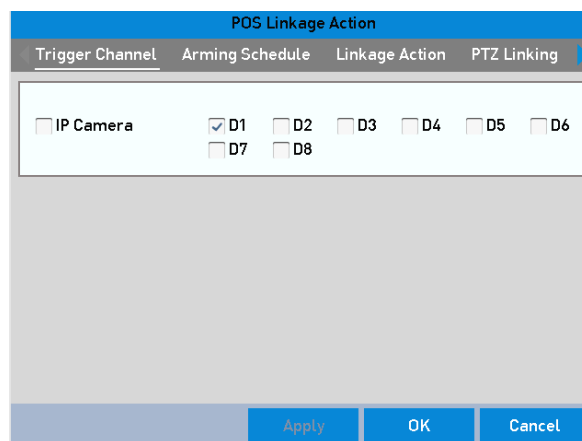 POS Linkage Action
Trigger Channel Arming Schedule Linkage Action PTZ Linking
IP Camera D1 D2 D3 D4 D5 D6
D7 D8
Apply OK Cancel